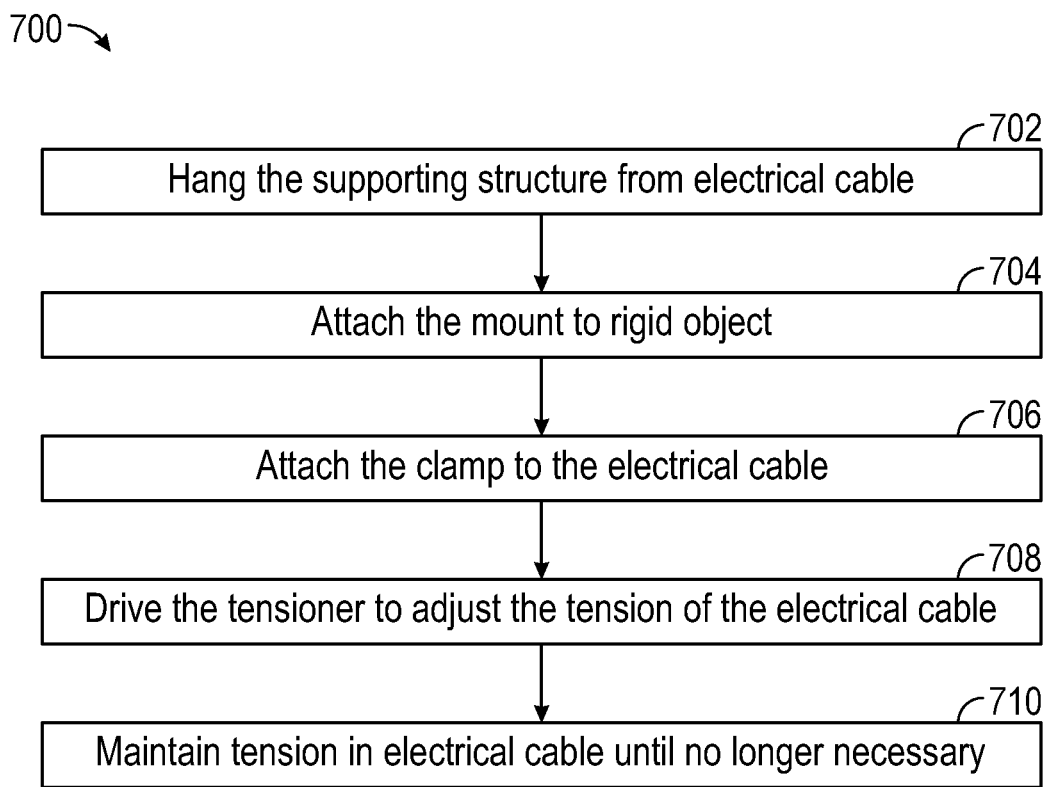 700
702
Hang the supporting structure from electrical cable
704
Attach the mount to rigid object
706
Attach the clamp to the electrical cable
708
Drive the tensioner to adjust the tension of the electrical cable
710
Maintain tension in electrical cable until no longer necessary